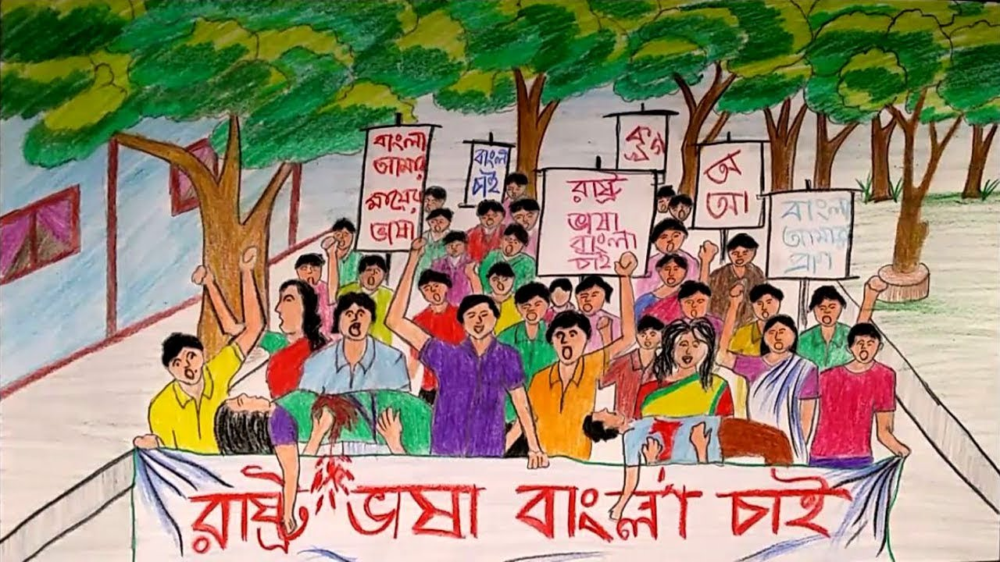 বাংলা
আমার
মায়ের
ভাষা
বাংলা
চাই
ক খ গ
রাষ্ট্র
ভাষা
বাংলা
চাই
অ
আ
বাংলা
আমার
প্রাণ
রাষ্ট্র ভাষা বাংলা চাই